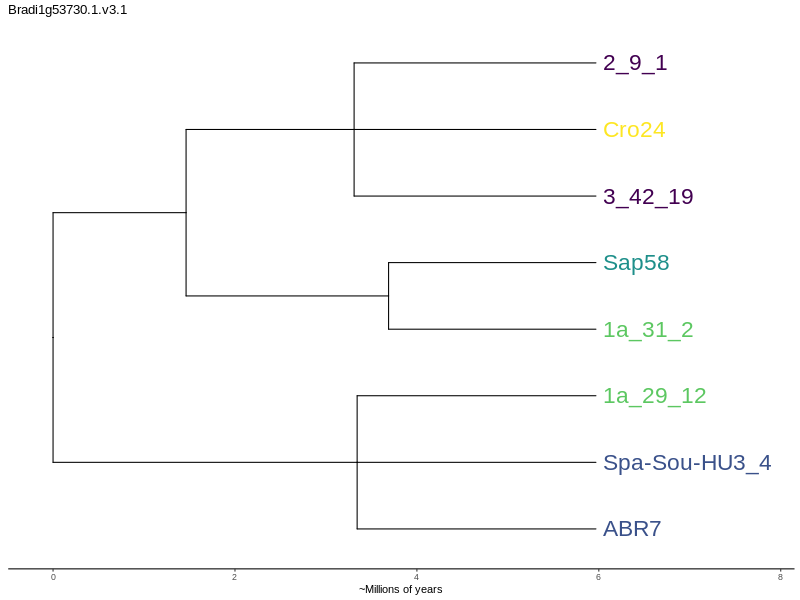 Bradi1g53730.1.v3.1
2_9_1
Cro24
3_42_19
Sap58
1a_31_2
1a_29_12
Spa-Sou-HU3_4
ABR7
0 2 4 6 8
~Millions of years